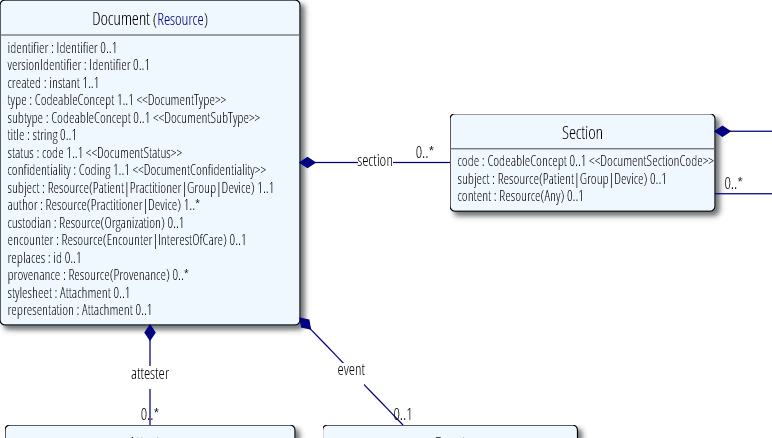 Document (Resource)
identifier : Identifier 0..1
versionIdentifier : Identifier 0..1
created : instant 1..1
type : CodeableConcept 1..1 <<DocumentType>>
subtype : CodeableConcept 0..1 <<DocumentSubType>>
title : string 0..1
status : code 1..1 <<DocumentStatus>>
confidentiality : Coding 1..1 <<DocumentConfidentiality>>
subject : Resource(Patient|Practitioner|Group|Device) 1..1
author : Resource(Practitioner|Device) 1..*
custodian : Resource(Organization) 0..1
encounter : Resource(Encounter|InterestOfCare) 0..1
replaces : id 0..1
provenance : Resource(Provenance) 0..*
stylesheet : Attachment 0..1
representation : Attachment 0..1
section
0..*
Section
code : CodeableConcept 0..1 <<DocumentSectionCode>>
subject : Resource(Patient|Group|Device) 0..1
content : Resource(Any) 0..1
0..*
attester
0..*
event
0..1